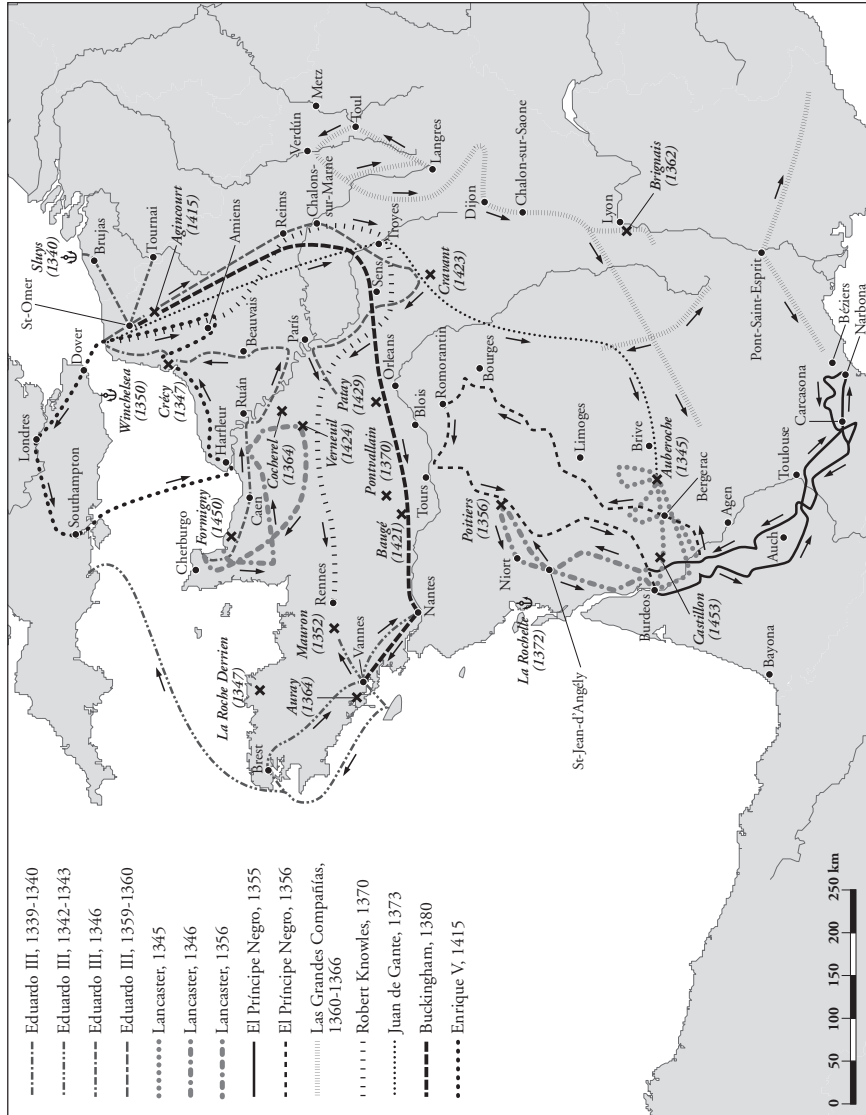 Eduardo III, 1339-1340
Eduardo III, 1342-1343
Eduardo III, 1346
Eduardo III, 1359-1360
Lancaster, 1345
Lancaster, 1346
Lancaster, 1356
El Príncipe Negro, 1355
El Príncipe Negro, 1356
Las Grandes Compañías,
1360-1366
Robert Knowles, 1370
Juan de Gante, 1373
Buckingham, 1380
Enrique V, 1415
0
50
100
150
200
250 km
Londres
Southampton
Dover
Winchelsea
(1350)
Sluys
(1340)
Brujas
Tournai
St-Omer
Agincourt
(1415)
Amiens
Crécy
(1347)
Cherburgo
Formigny
(1450)
Harfleur
Caen
Ruán
Beauvais
Cocherel
(1364)
Verneuil
(1424)
París
Reims
Chalons-
sur-Marne
Verdún
Metz
Toul
Langres
Troyes
Sens
La Roche Derrien
(1347)
Brest
Rennes
Mauron
(1352)
Auray
(1364)
Vannes
Nantes
Baugé
(1421)
Pontvallain
(1370)
Patay
(1429)
Orleans
Blois
Tours
Romorantin
Bourges
Cravant
(1423)
Dijon
Chalon-sur-Saone
Lyon
Brignais
(1362)
Poitiers
(1356)
Niort
La Rochelle
(1372)
St-Jean-d'Angély
Limoges
Brive
Auberoche
(1345)
Bergerac
Burdeos
Castillon
(1453)
Agen
Auch
Toulouse
Bayona
Carcasona
Béziers
Narbona
Pont-Saint-Esprit